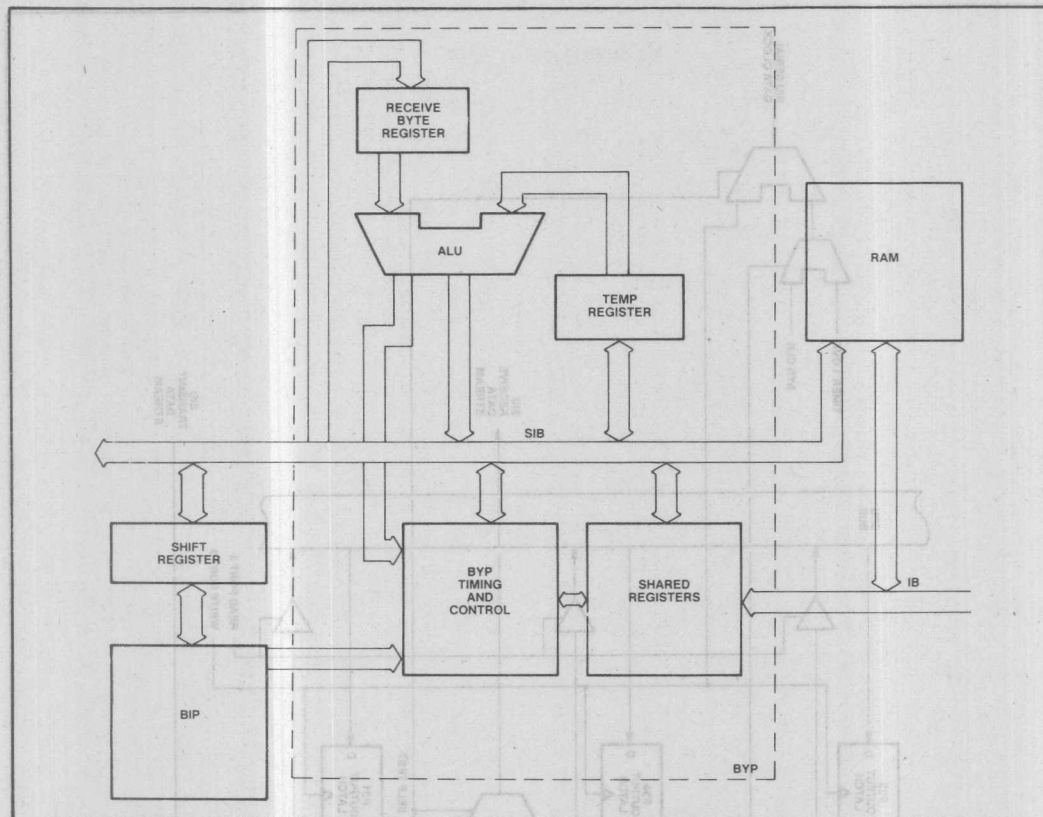 RECEIVE
BYTE
REGISTER
ALU
TEMP
REGISTER
RAM
SIB
SHIFT
REGISTER
BYP
TIMING
AND
CONTROL
SHARED
REGISTERS
IB
BIP
BYP